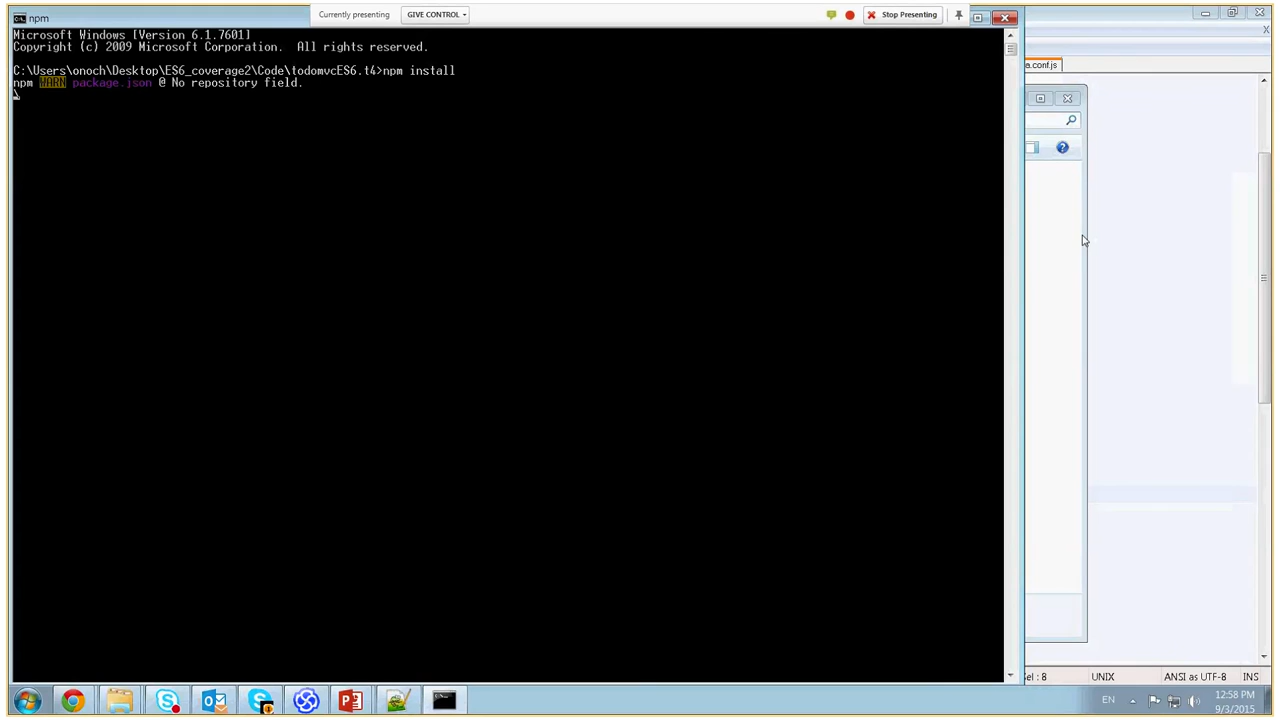 npm
Currently presenting
GIVE CONTROL
Stop Presenting
Microsoft Windows [Version 6.1.7601]
Copyright (c) 2009 Microsoft Corporation.  All rights reserved.
C:\Users\onoch\Desktop\ES6_coverage2\Code\todomvcES6.t4>npm install
npm WARN package.json @ No repository field.
\
a.conf.js
el : 8
UNIX
ANSI as UTF-8
INS
EN
12:58 PM
9/3/2015